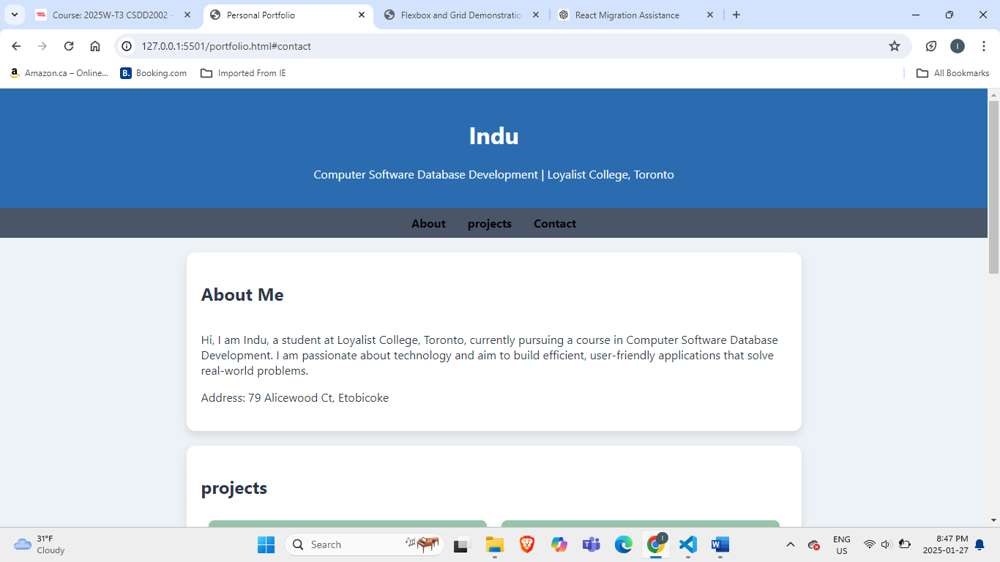 Course: 2025W-T3 CSDD2002 -
Personal Portfolio
Flexbox and Grid Demonstratio
React Migration Assistance
127.0.0.1:5501/portfolio.html#contact
I
Amazon.ca – Online...
B. Booking.com
Imported From IE
All Bookmarks
Indu
Computer Software Database Development | Loyalist College, Toronto
About
projects
Contact
About Me
Hi, I am Indu, a student at Loyalist College, Toronto, currently pursuing a course in Computer Software Database
Development. I am passionate about technology and aim to build efficient, user-friendly applications that solve
real-world problems.
Address: 79 Alicewood Ct, Etobicoke
projects
31°F
Cloudy
Search
ENG
US
8:47 PM
2025-01-27